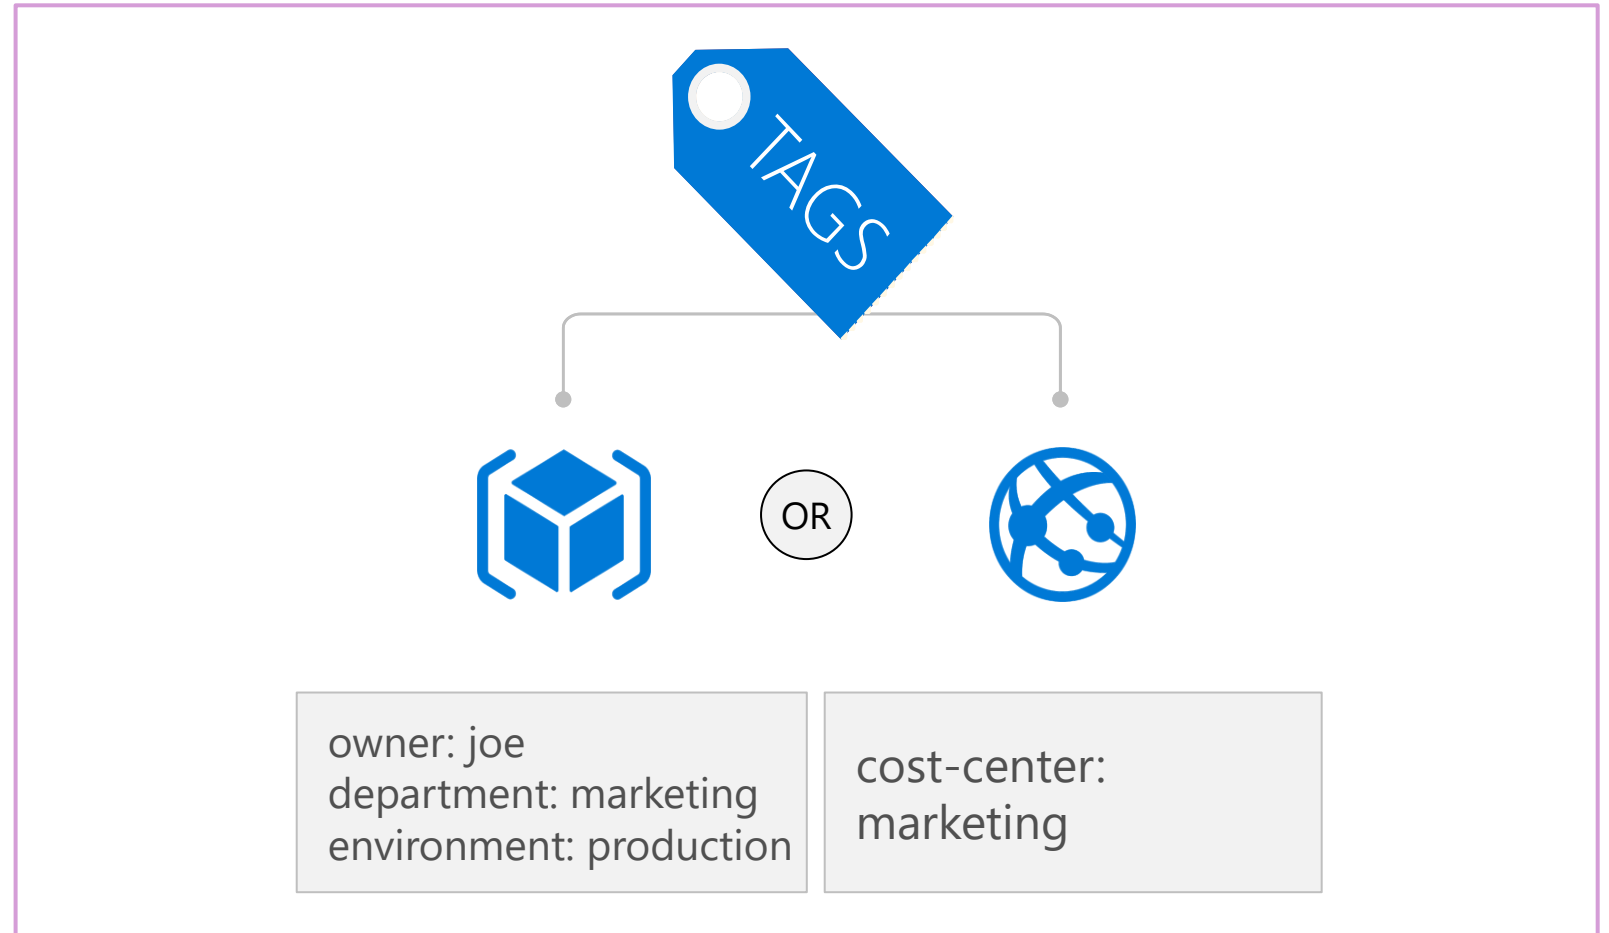 TAGS
OR
owner: joe
department: marketing
environment: production
cost-center:
marketing